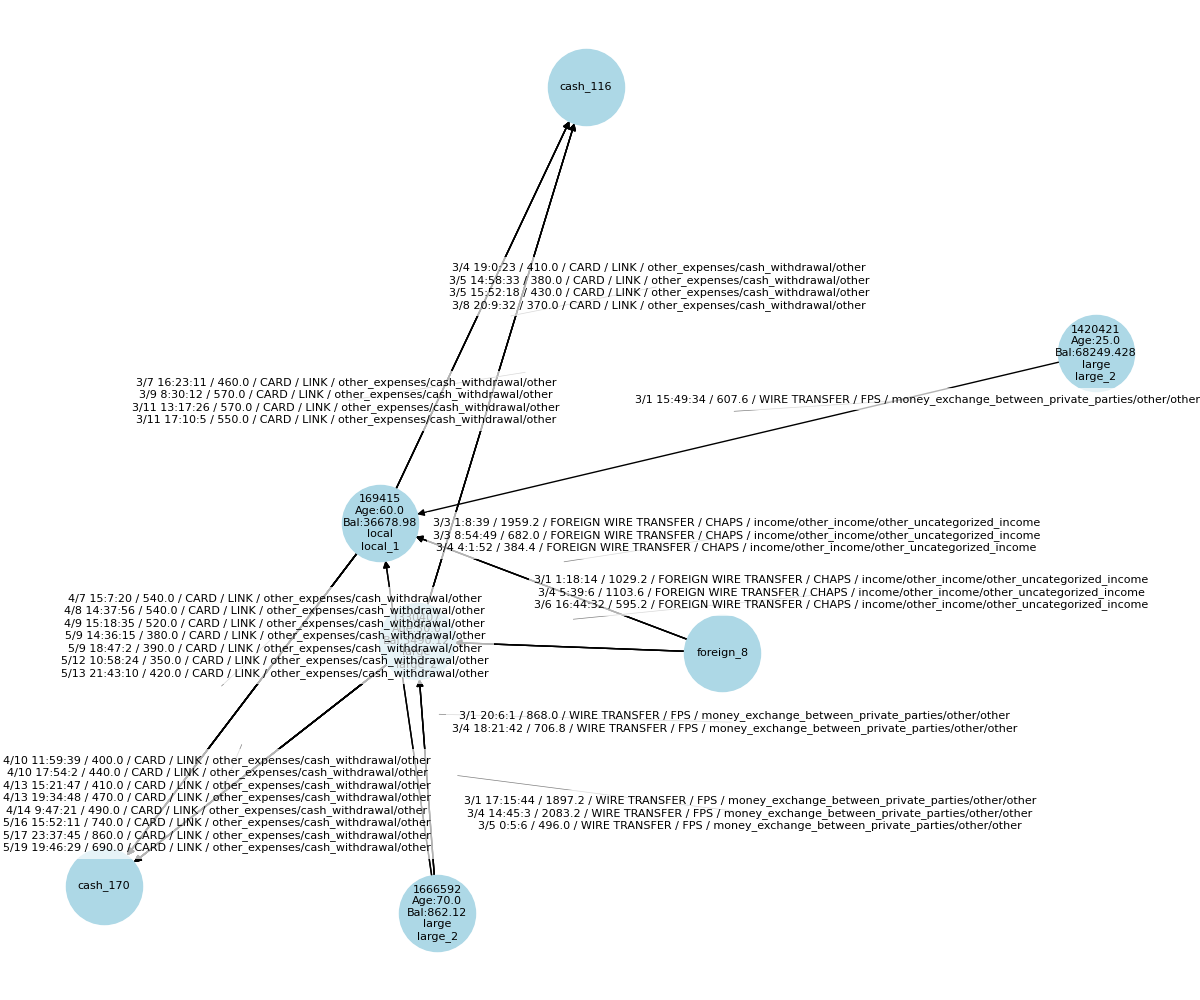 cash_116
3/4 19:0:23 / 410.0 / CARD / LINK / other_expenses/cash_withdrawal/other
3/5 14:58:33 / 380.0 / CARD / LINK / other_expenses/cash_withdrawal/other
3/5 15:52:18 / 430.0 / CARD / LINK / other_expenses/cash_withdrawal/other
3/8 20:9:32 / 370.0 / CARD / LINK / other_expenses/cash_withdrawal/other
1420421
Age:25.0
Bal:68249.428
large
large_2
3/7 16:23:11 / 460.0 / CARD / LINK / other_expenses/cash_withdrawal/other
3/9 8:30:12 / 570.0 / CARD / LINK / other_expenses/cash_withdrawal/other
3/11 13:17:26 / 570.0 / CARD / LINK / other_expenses/cash_withdrawal/other
3/11 17:10:5 / 550.0 / CARD / LINK / other_expenses/cash_withdrawal/other
3/1 15:49:34 / 607.6 / WIRE TRANSFER / FPS / money_exchange_between_private_parties/other/other
169415
Age:60.0
Bal:36678.98
local
local_1
3/3 1:8:39 / 1959.2 / FOREIGN WIRE TRANSFER / CHAPS / income/other_income/other_uncategorized_income
3/3 8:54:49 / 682.0 / FOREIGN WIRE TRANSFER / CHAPS / income/other_income/other_uncategorized_income
3/4 4:1:52 / 384.4 / FOREIGN WIRE TRANSFER / CHAPS / income/other_income/other_uncategorized_income
3/1 1:18:14 / 1029.2 / FOREIGN WIRE TRANSFER / CHAPS / income/other_income/other_uncategorized_income
3/4 5:39:6 / 1103.6 / FOREIGN WIRE TRANSFER / CHAPS / income/other_income/other_uncategorized_income
3/6 16:44:32 / 595.2 / FOREIGN WIRE TRANSFER / CHAPS / income/other_income/other_uncategorized_income
4/7 15:7:20 / 540.0 / CARD / LINK / other_expenses/cash_withdrawal/other
4/8 14:37:56 / 540.0 / CARD / LINK / other_expenses/cash_withdrawal/other
4/9 15:18:35 / 520.0 / CARD / LINK / other_expenses/cash_withdrawal/other
5/9 14:36:15 / 380.0 / CARD / LINK / other_expenses/cash_withdrawal/other
5/9 18:47:2 / 390.0 / CARD / LINK / other_expenses/cash_withdrawal/other
5/12 10:58:24 / 350.0 / CARD / LINK / other_expenses/cash_withdrawal/other
5/13 21:43:10 / 420.0 / CARD / LINK / other_expenses/cash_withdrawal/other
foreign_8
3/1 20:6:1 / 868.0 / WIRE TRANSFER / FPS / money_exchange_between_private_parties/other/other
3/4 18:21:42 / 706.8 / WIRE TRANSFER / FPS / money_exchange_between_private_parties/other/other
4/10 11:59:39 / 400.0 / CARD / LINK / other_expenses/cash_withdrawal/other
4/10 17:54:2 / 440.0 / CARD / LINK / other_expenses/cash_withdrawal/other
4/13 15:21:47 / 410.0 / CARD / LINK / other_expenses/cash_withdrawal/other
4/13 19:34:48 / 470.0 / CARD / LINK / other_expenses/cash_withdrawal/other
4/14 9:47:21 / 490.0 / CARD / LINK / other_expenses/cash_withdrawal/other
5/16 15:52:11 / 740.0 / CARD / LINK / other_expenses/cash_withdrawal/other
5/17 23:37:45 / 860.0 / CARD / LINK / other_expenses/cash_withdrawal/other
5/19 19:46:29 / 690.0 / CARD / LINK / other_expenses/cash_withdrawal/other
3/1 17:15:44 / 1897.2 / WIRE TRANSFER / FPS / money_exchange_between_private_parties/other/other
3/4 14:45:3 / 2083.2 / WIRE TRANSFER / FPS / money_exchange_between_private_parties/other/other
3/5 0:5:6 / 496.0 / WIRE TRANSFER / FPS / money_exchange_between_private_parties/other/other
cash_170
1666592
Age:70.0
Bal:862.12
large
large_2